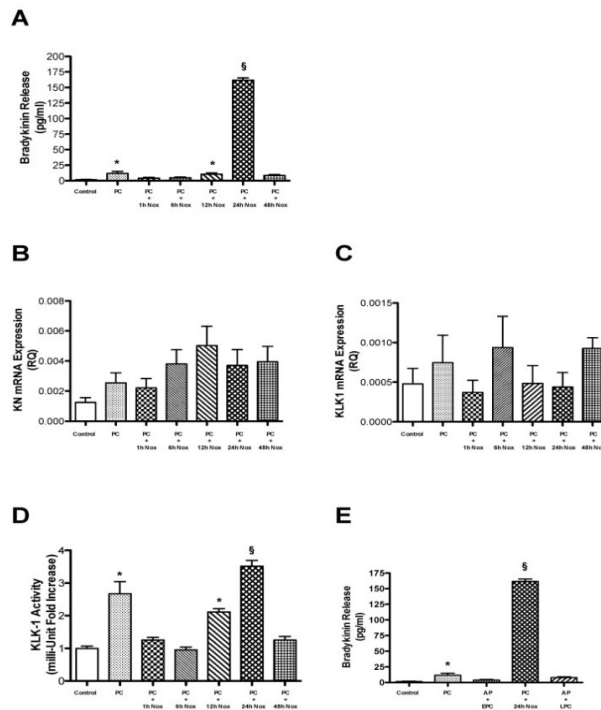 A
Bradykinin Release
(pg/ml)
200
175
150
125
100
75
50
25
0
*
*
§
Control
PC
PC
+
1h Nox
PC
+
6h Nox
PC
+
12h Nox
PC
+
24h Nox
PC
+
48h Nox
B
KN mRNA Expression
(RQ)
0.008
0.006
0.004
0.002
0.000
Control
PC
PC
+
1h Nox
PC
+
6h Nox
PC
+
12h Nox
PC
+
24h Nox
PC
+
48h Nox
C
KLK1 mRNA Expression
(RQ)
0.0015
0.0010
0.0005
0.0000
Control
PC
PC
+
1h Nox
PC
+
6h Nox
PC
+
12h Nox
PC
+
24h Nox
PC
+
48h Nox
D
KLK-1 Activity
(milli-Unit Fold Increase)
4
3
2
1
0
*
*
§
Control
PC
PC
+
1h Nox
PC
+
6h Nox
PC
+
12h Nox
PC
+
24h Nox
PC
+
48h Nox
E
Bradykinin Release
(pg/ml)
175
150
125
100
75
50
25
0
*
§
Control
PC
AP
+
EPC
PC
+
24h Nox
AP
+
LPC